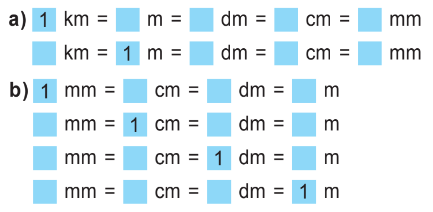 a) 1 km = m = dm = cm = mm
km = 1 m = dm = cm = mm
b) 1 mm = cm = dm = m
mm = 1 cm = dm = m
mm = cm = 1 dm = m
mm = cm = dm = 1 m